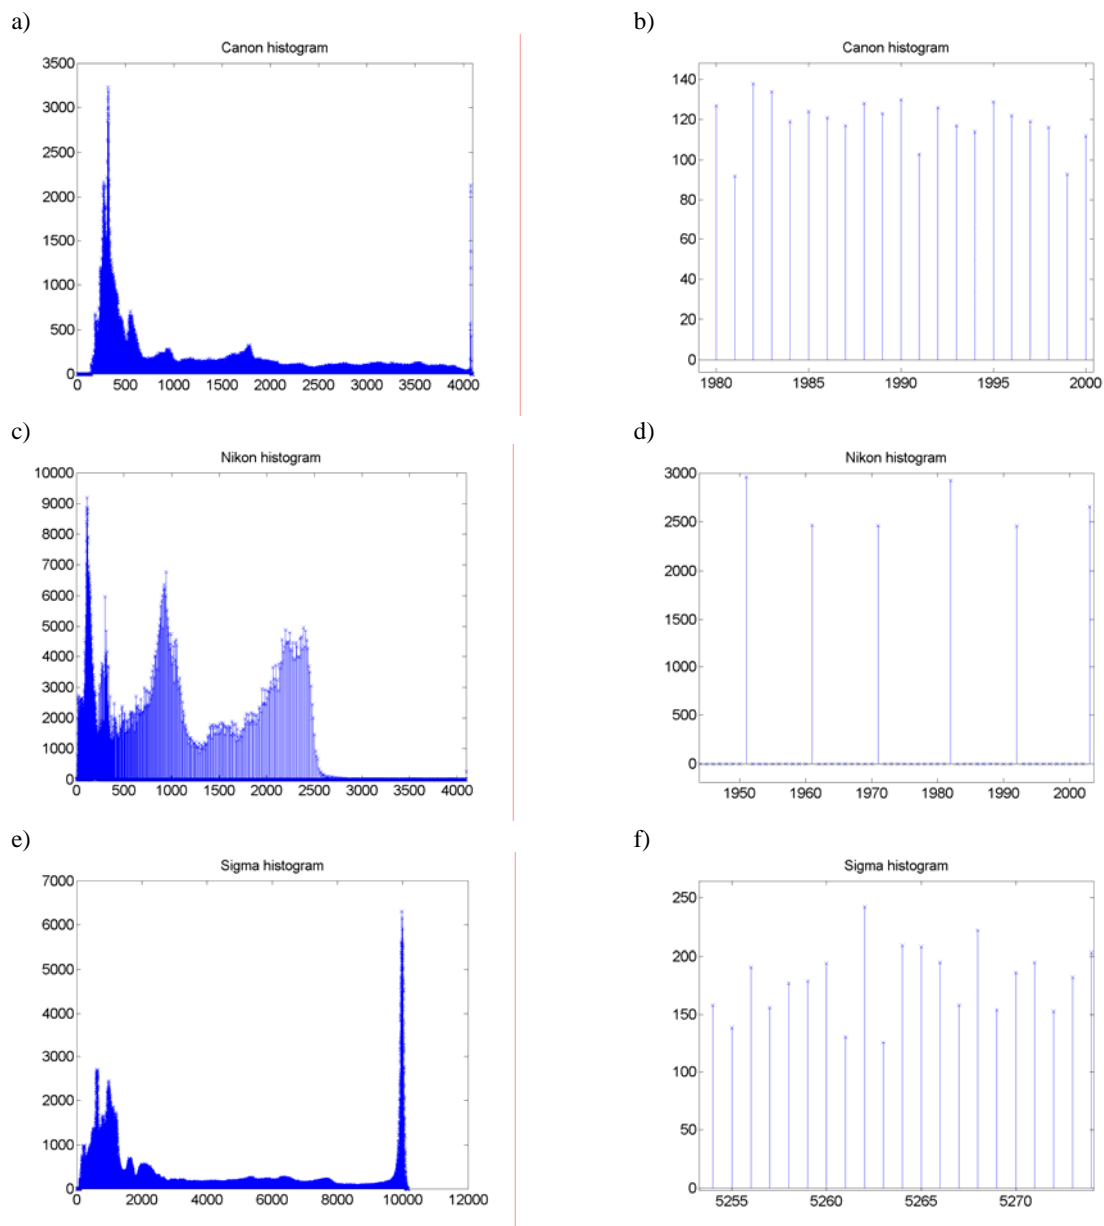 a)
Canon histogram
3500
3000
2500
2000
1500
1000
500
0
0 500 1000 1500 2000 2500 3000 3500 4000
b)
Canon histogram
140
120
100
80
60
40
20
0
1980 1985 1990 1995 2000
c)
Nikon histogram
10000
9000
8000
7000
6000
5000
4000
3000
2000
1000
0
0 500 1000 1500 2000 2500 3000 3500 4000
d)
Nikon histogram
3000
2500
2000
1500
1000
500
0
1950 1960 1970 1980 1990 2000
e)
Sigma histogram
7000
6000
5000
4000
3000
2000
1000
0
0 2000 4000 6000 8000 10000 12000
f)
Sigma histogram
250
200
150
100
50
0
5255 5260 5265 5270